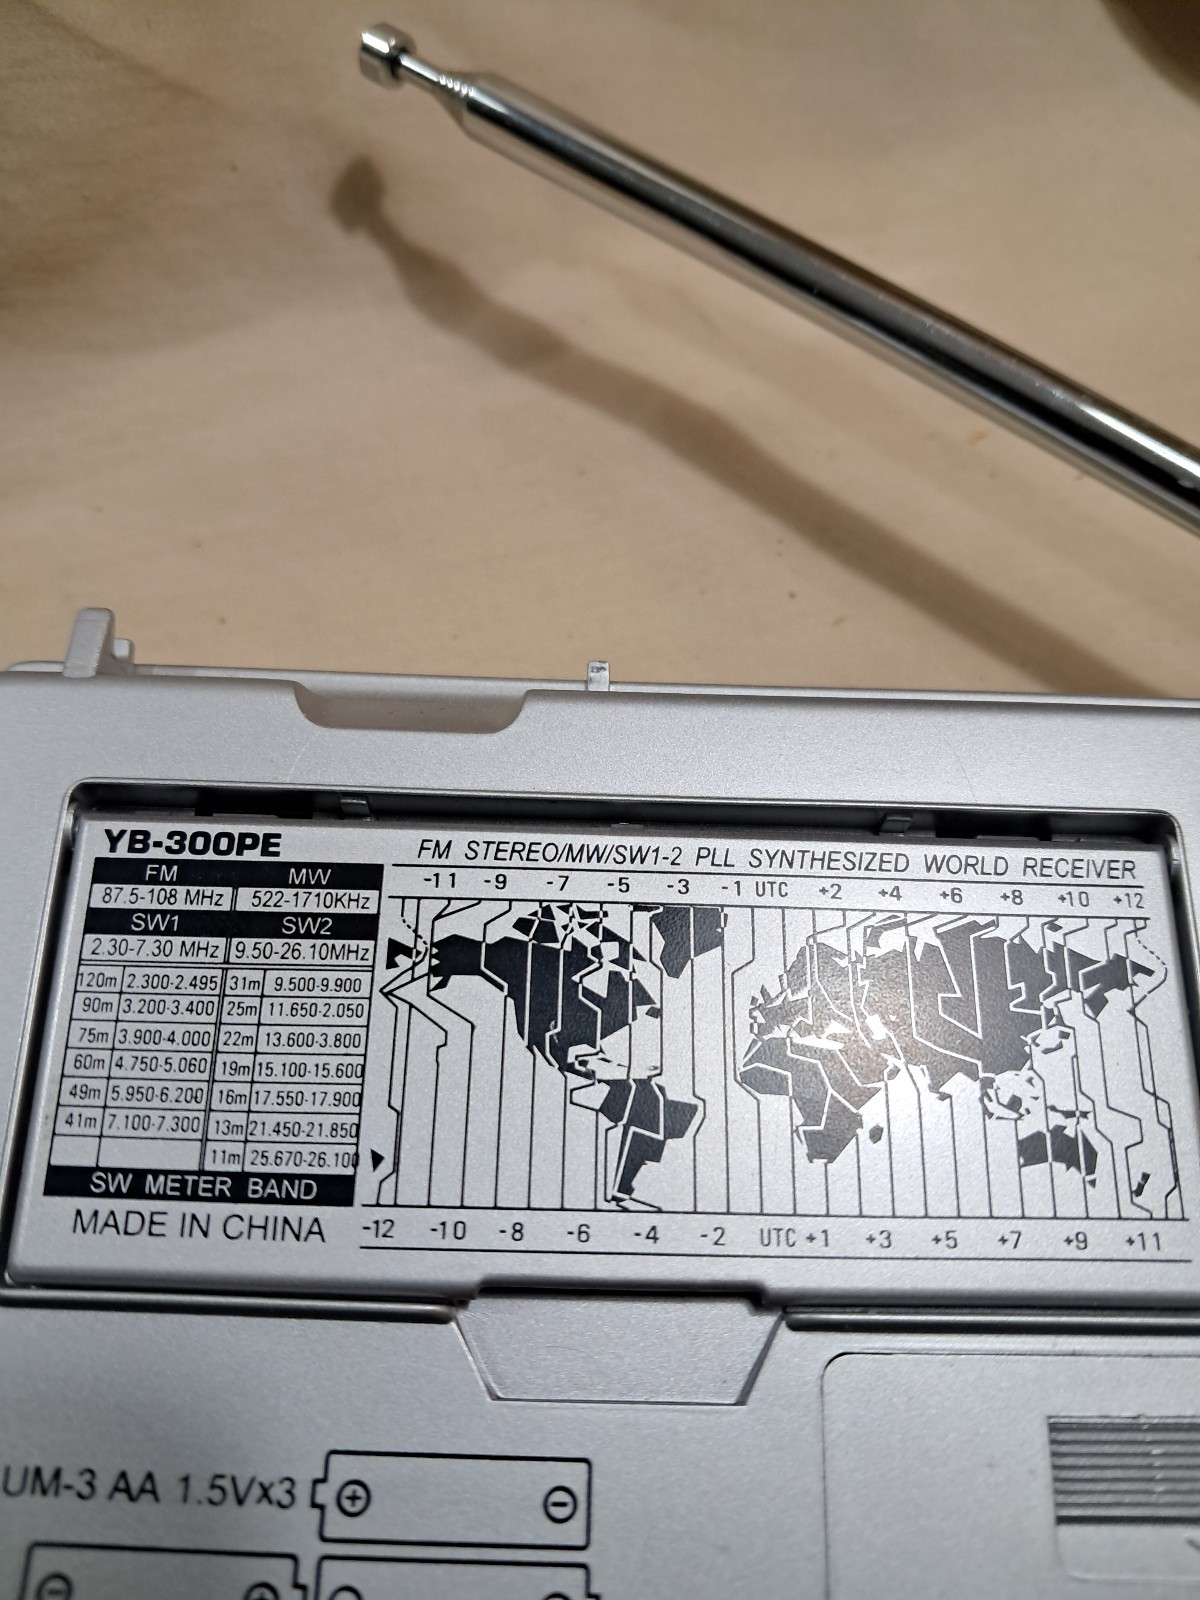 YB-300PE
FM STEREO/MW/SW1-2 PLL SYNTHESIZED WORLD RECEIVER
FM MW
87.5-108 MHz 522-1710KHz
SW1 SW2
2.30-7.30 MHz 9.50-26.10MHz
120m 2.300-2.495 31m 9.500-9.900
90m 3.200-3.400 25m 11.650-2.050
75m 3.900-4.000 22m 13.600-3.800
60m 4.750-5.060 19m 15.100-15.600
49m 5.950-6.200 16m 17.550-17.900
41m 7.100-7.300 13m 21.450-21.850
11m 25.670-26.100
SW METER BAND
MADE IN CHINA
-11 -9 -7 -5 -3 -1 UTC +2 +4 +6 +8 +10 +12
-12 -10 -8 -6 -4 -2 UTC +1 +3 +5 +7 +9 +11
UM-3 AA 1.5Vx3
+ -
- +